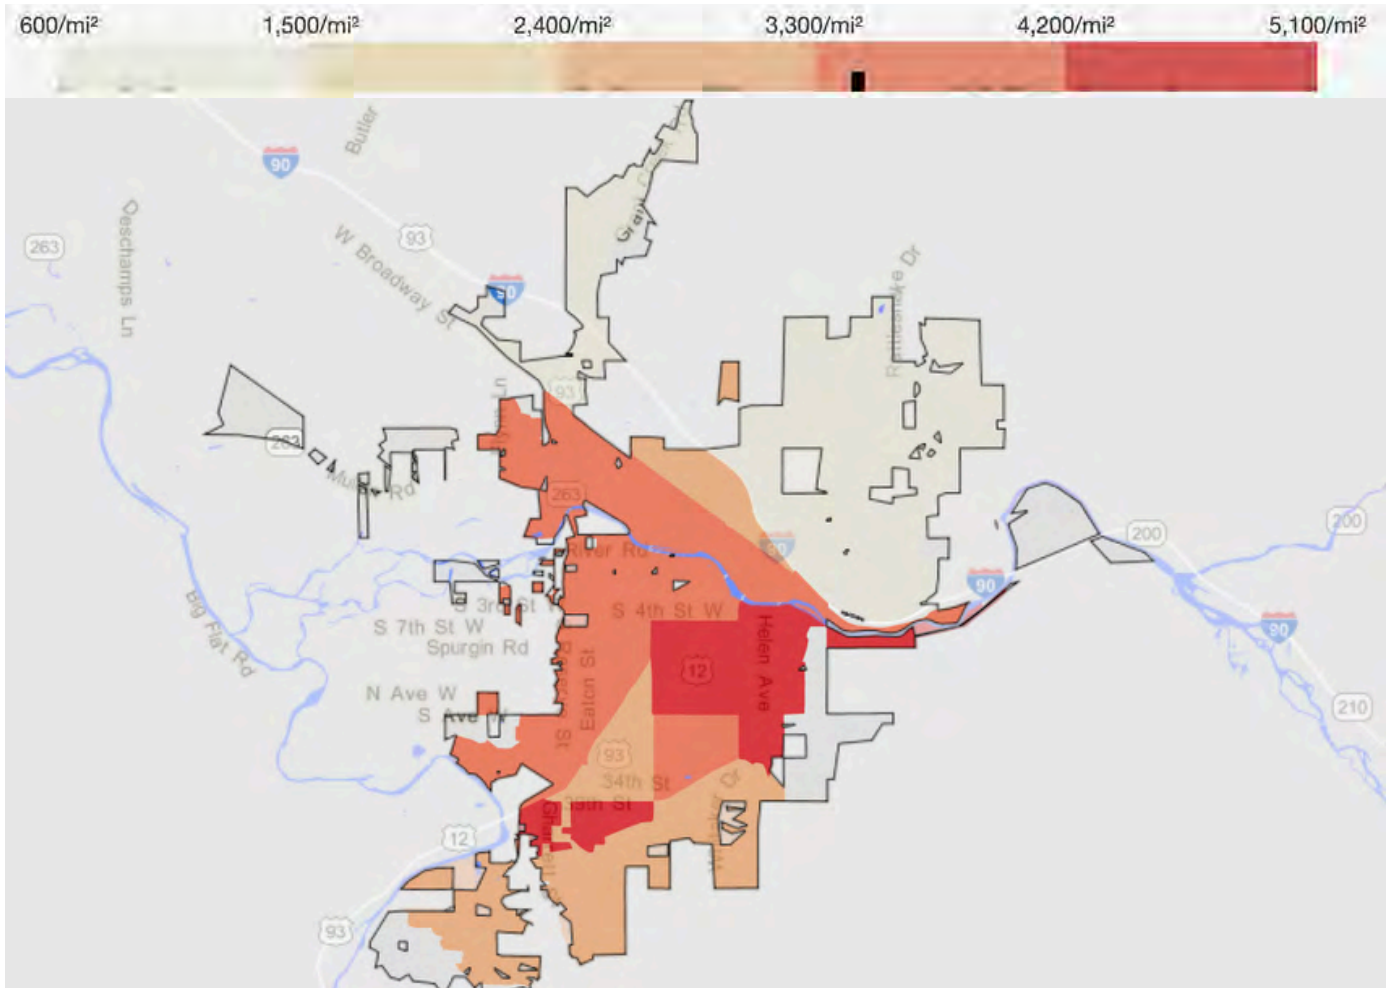 600/mi² 1,500/mi² 2,400/mi² 3,300/mi² 4,200/mi² 5,100/mi²
Butler
90
Deschamps Ln
263
93
W Broadway St
90
Rattlesnake Dr
93
263
Mullan Rd
263
200
200
River Rd
90
90
S 3rd St W
S 4th St W
Big Flat Rd
S 7th St W
Helen Ave
90
Spurgin Rd
12
Eaton St
Reserve St
N Ave W
S Ave W
210
93
34th St
39th St
12
93